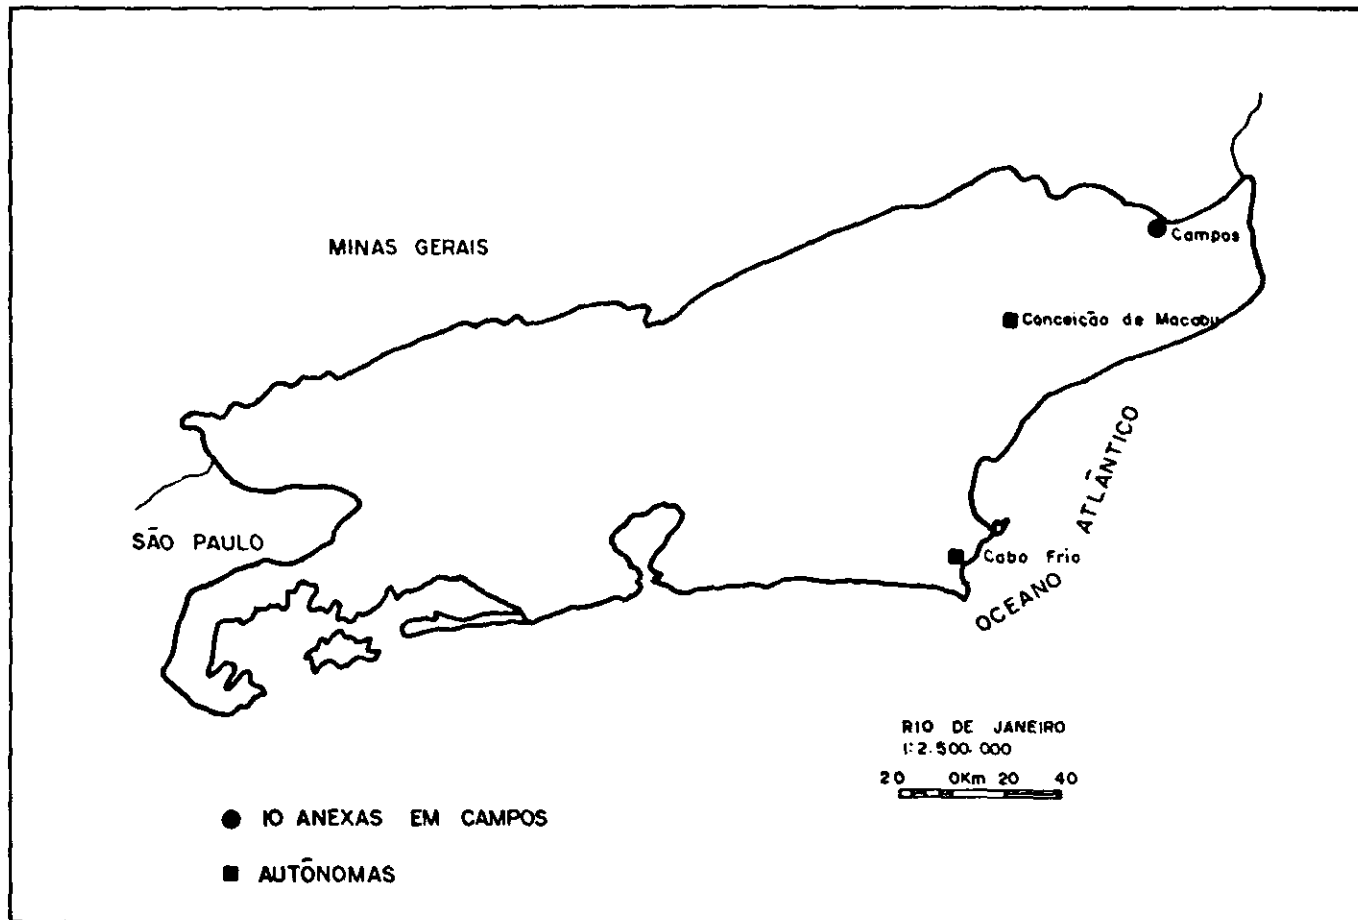 MINAS GERAIS
Campos
Conceição de Macabu
ATLÂNTICO
SÃO PAULO
Cabo Frio
OCEANO
RIO DE JANEIRO
1:2.500.000
20 0Km 20 40
10 ANEXAS EM CAMPOS
AUTÔNOMAS